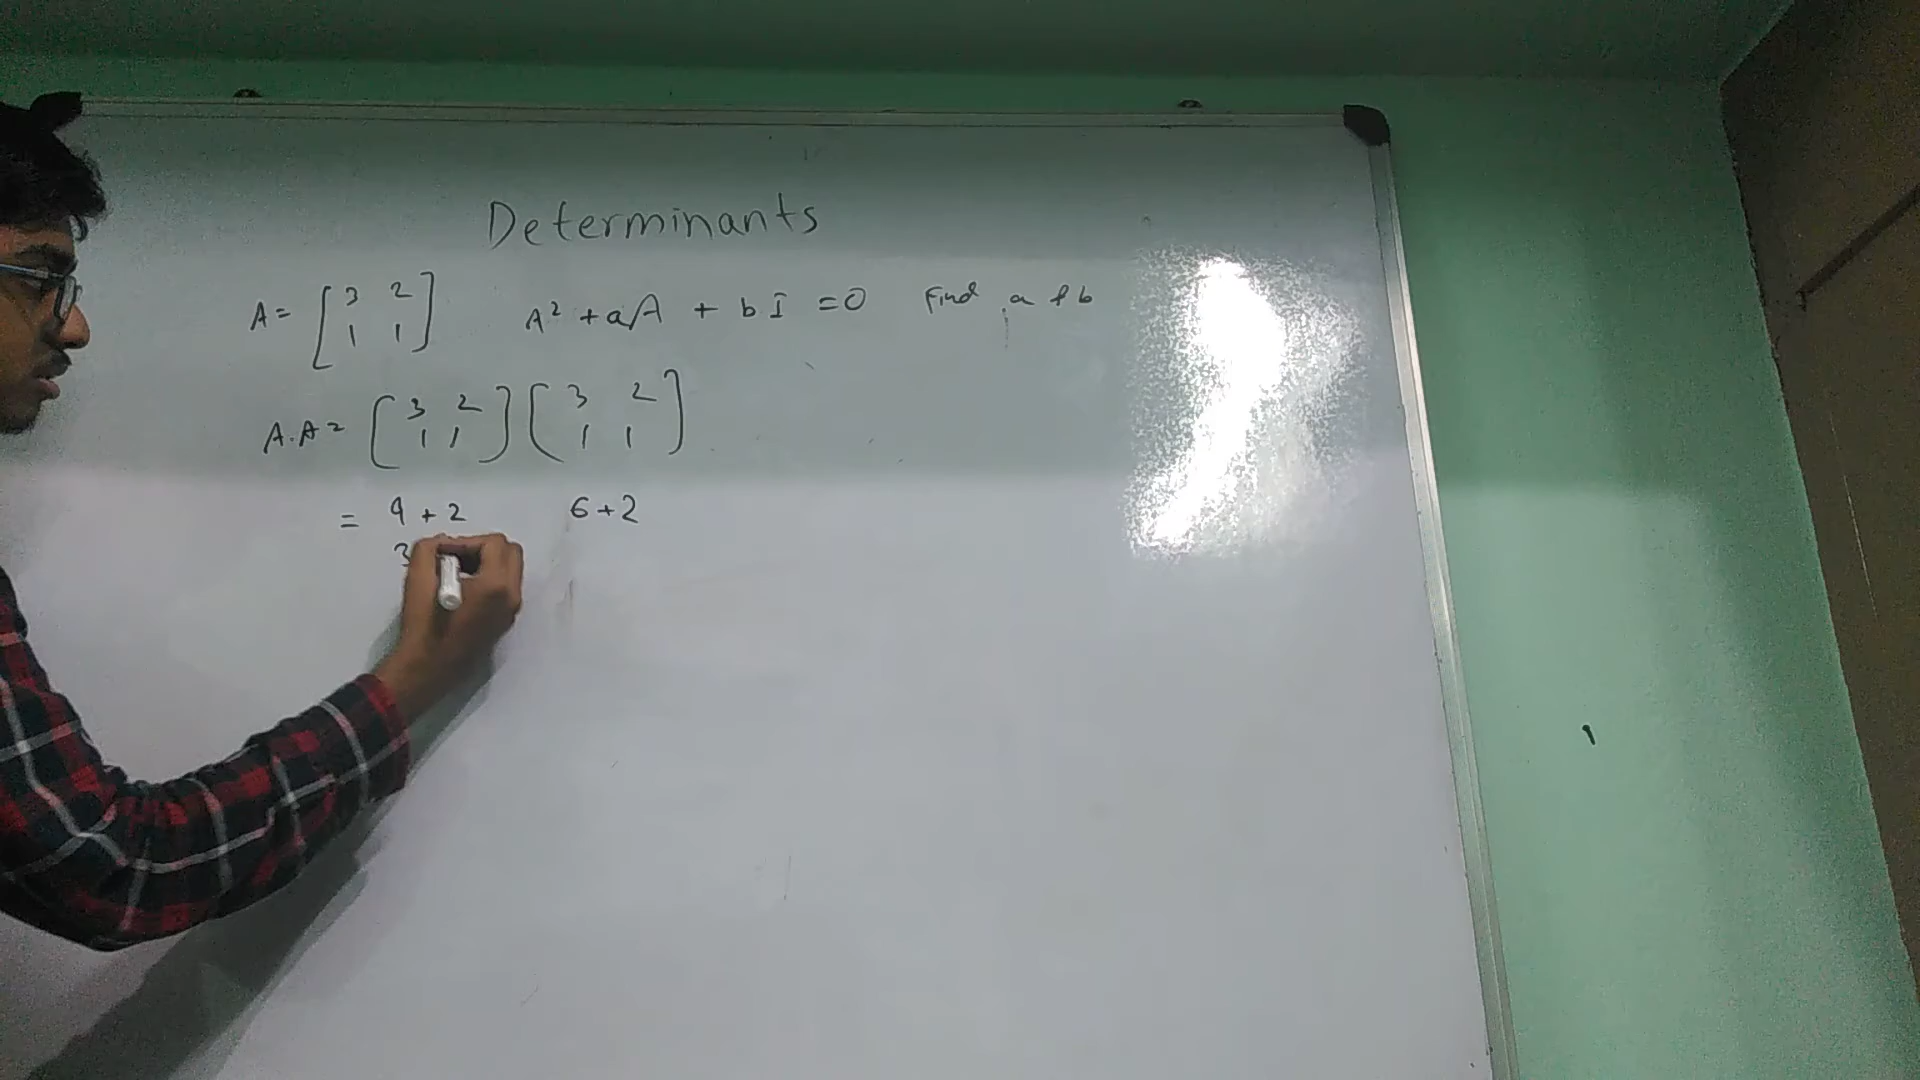 Determinants
A = [3 2 1 1] A² + aA + bI = 0 Find a & b
A.A = [3 2 1 1] [3 2 1 1]
= 9 + 2 6 + 2
3